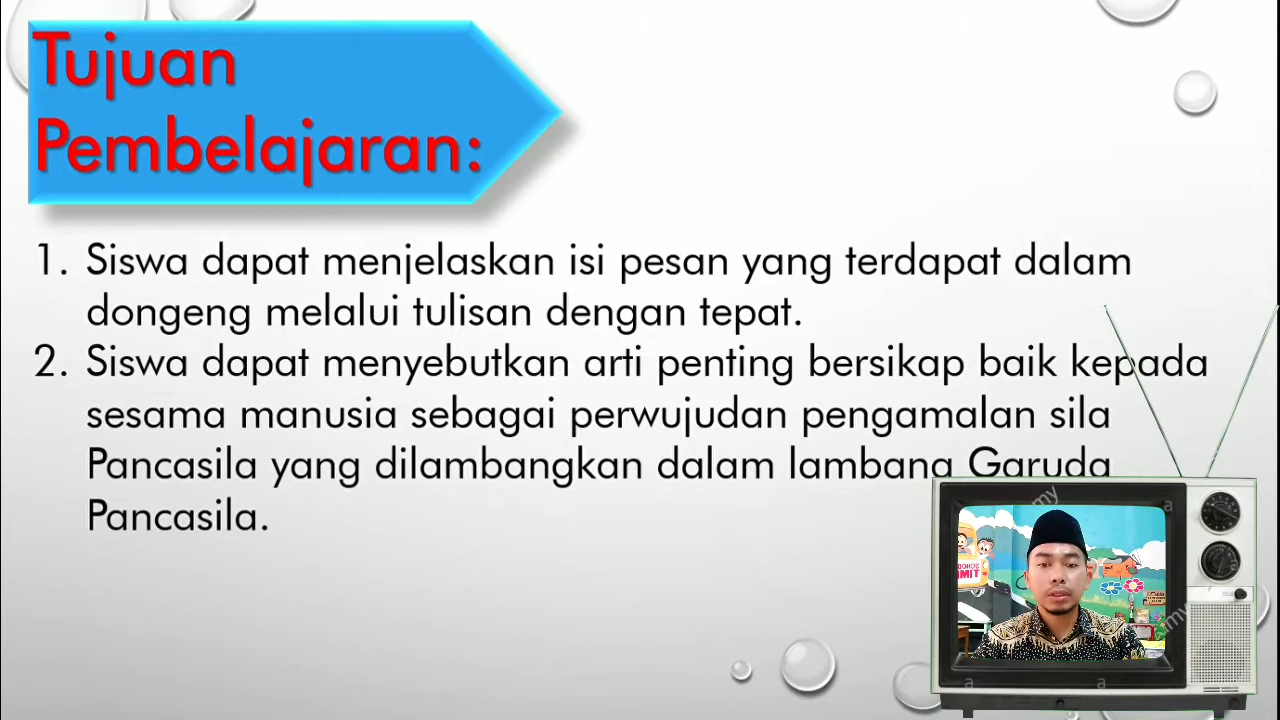 Tujuan
Pembelajaran:
1. Siswa dapat menjelaskan isi pesan yang terdapat dalam
dongeng melalui tulisan dengan tepat.
2. Siswa dapat menyebutkan arti penting bersikap baik kepada
sesama manusia sebagai perwujudan pengamalan sila
Pancasila yang dilambangkan dalam lambang Garuda
Pancasila.
my
a
my
a
a